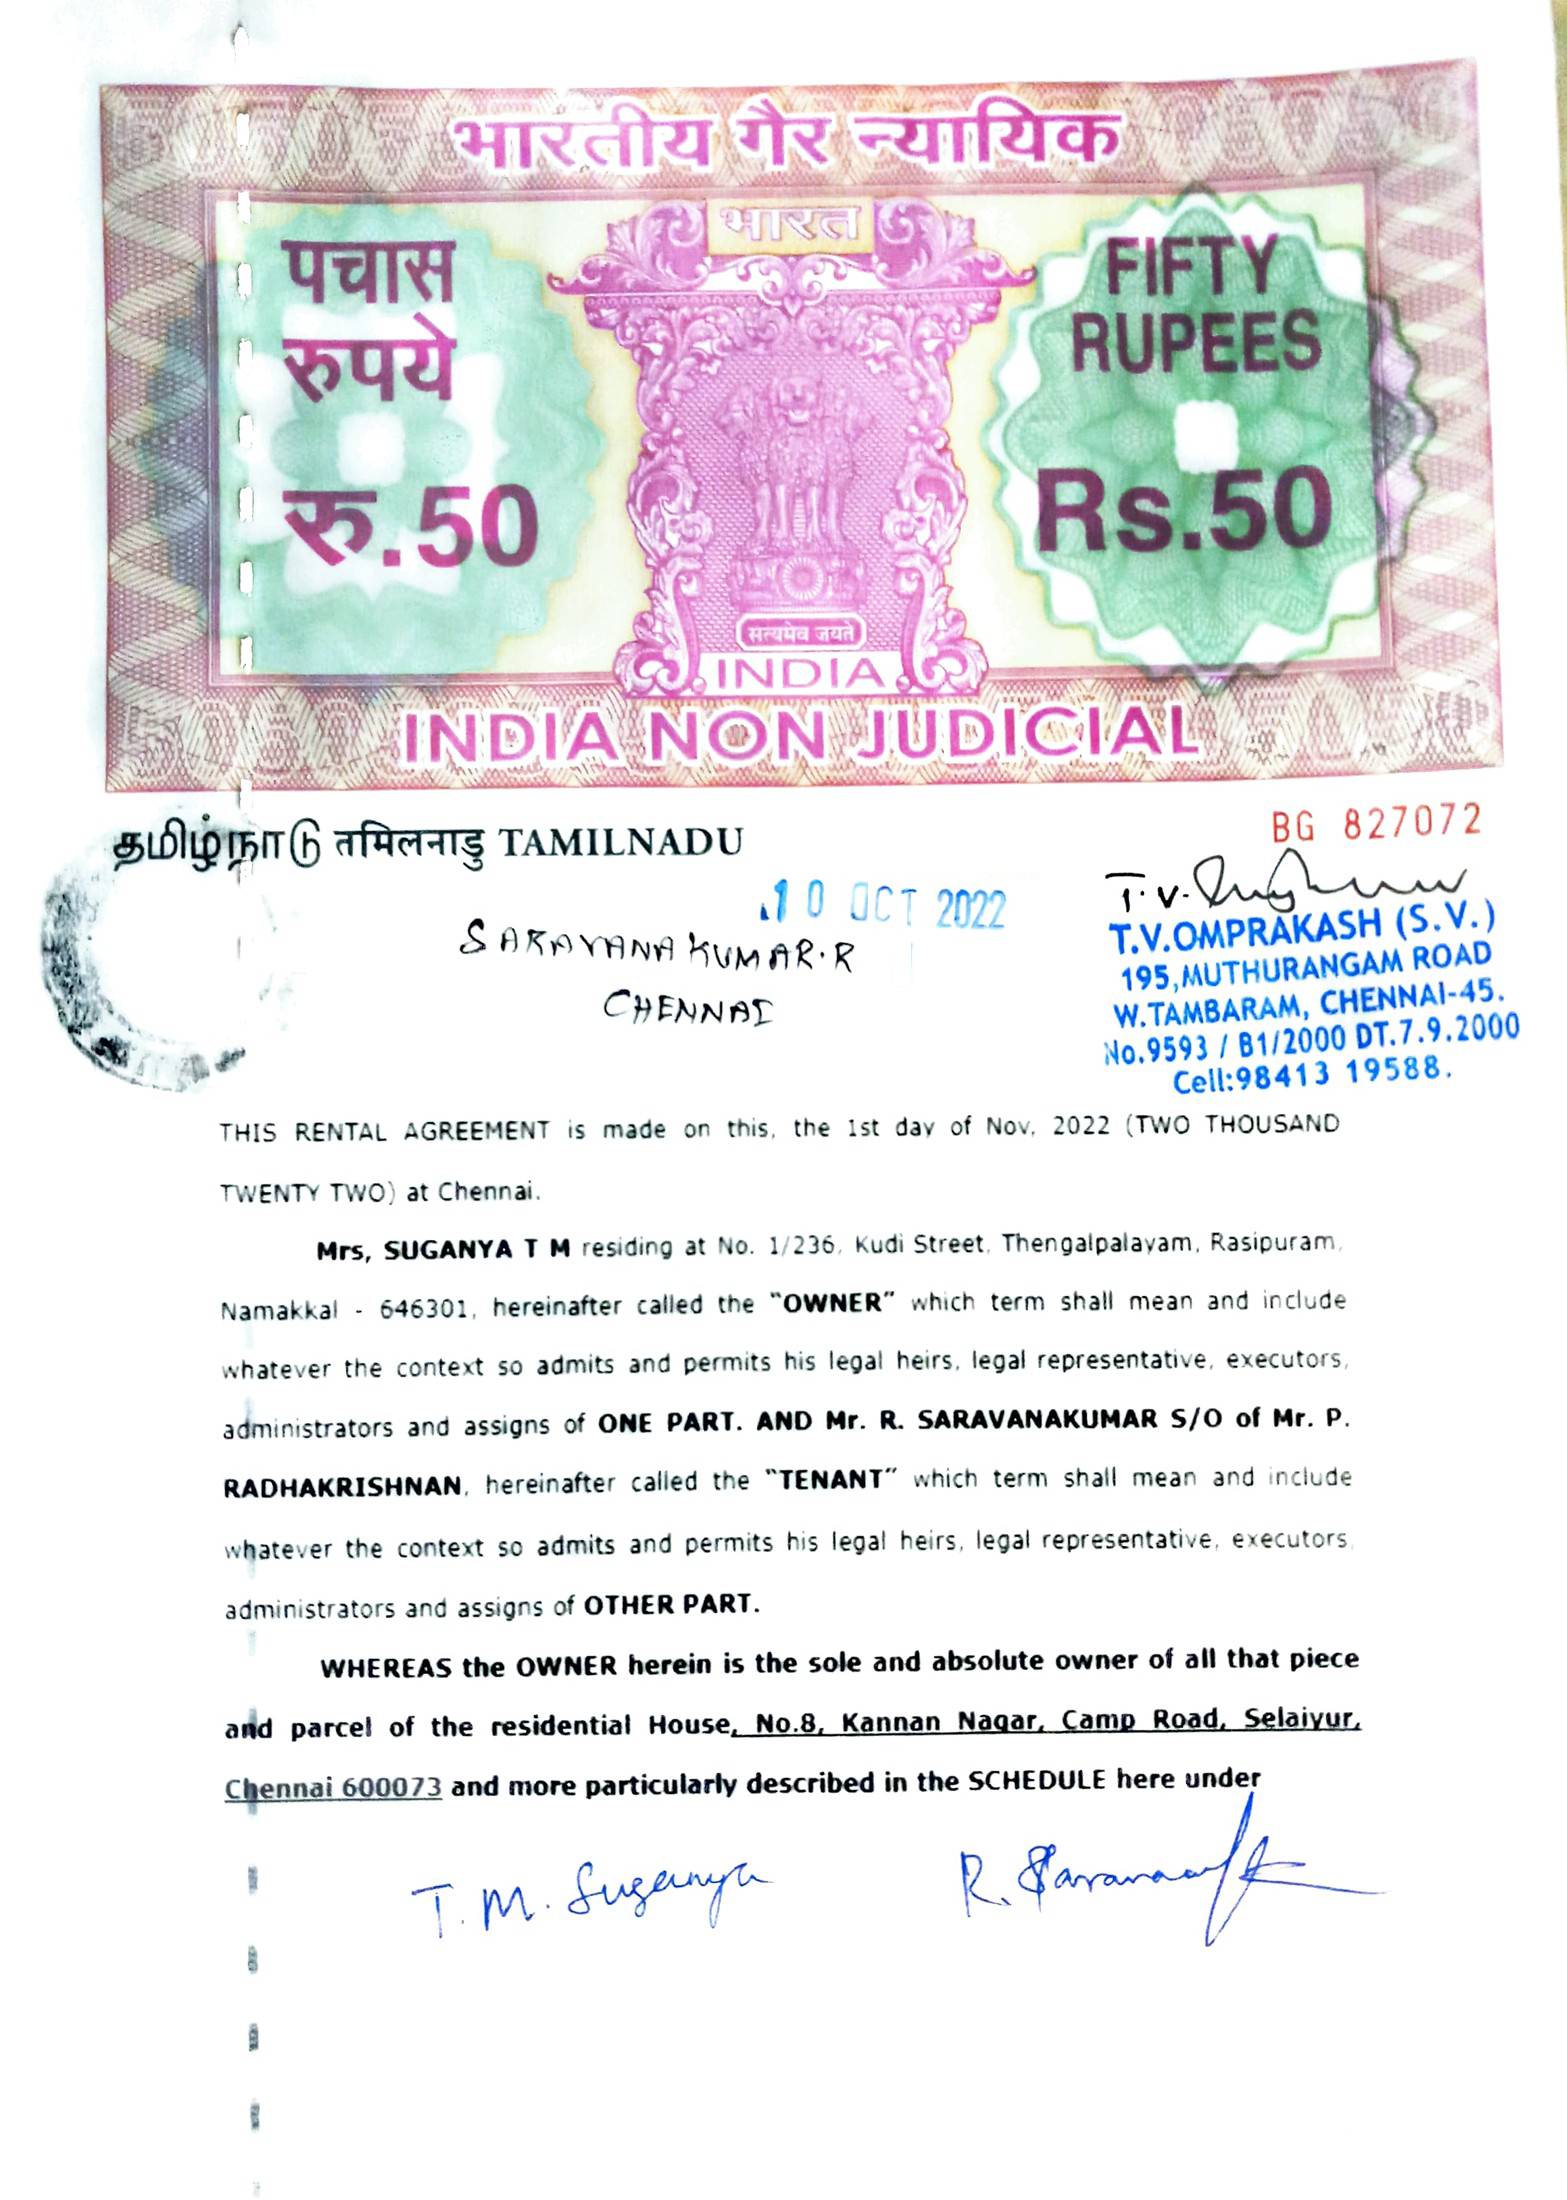 भारतीय गैर न्यायिक
भारत
पचास
रुपये
रु.50
FIFTY
RUPEES
Rs.50
सत्यमेव जयते
INDIA
INDIA NON JUDICIAL
தமிழ்நாடு तमिलनाडु TAMILNADU
BG 827072
10 OCT 2022
SARAVANAKUMAR.R
CHENNAI
T.V.
T.V.OMPRAKASH (S.V.)
195,MUTHURANGAM ROAD
W.TAMBARAM, CHENNAI-45.
No.9593 / B1/2000 DT.7.9.2000
Cell:98413 19588.
THIS RENTAL AGREEMENT is made on this, the 1st day of Nov, 2022 (TWO THOUSAND
TWENTY TWO) at Chennai.
Mrs, SUGANYA T M residing at No. 1/236, Kudi Street, Thengalpalayam, Rasipuram,
Namakkal - 646301, hereinafter called the "OWNER" which term shall mean and include
whatever the context so admits and permits his legal heirs, legal representative, executors,
administrators and assigns of ONE PART. AND Mr. R. SARAVANAKUMAR S/O of Mr. P.
RADHAKRISHNAN, hereinafter called the "TENANT" which term shall mean and include
whatever the context so admits and permits his legal heirs, legal representative, executors,
administrators and assigns of OTHER PART.
WHEREAS the OWNER herein is the sole and absolute owner of all that piece
and parcel of the residential House, No.8, Kannan Nagar, Camp Road, Selaiyur,
Chennai 600073 and more particularly described in the SCHEDULE here under
T. M. Suganya
R.